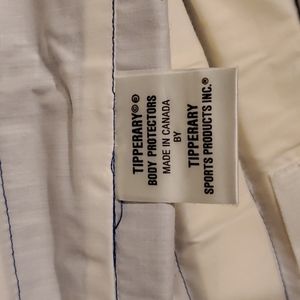 TIPPERARY©®
BODY PROTECTORS
MADE IN CANADA
BY
TIPPERARY
SPORTS PRODUCTS INC.®